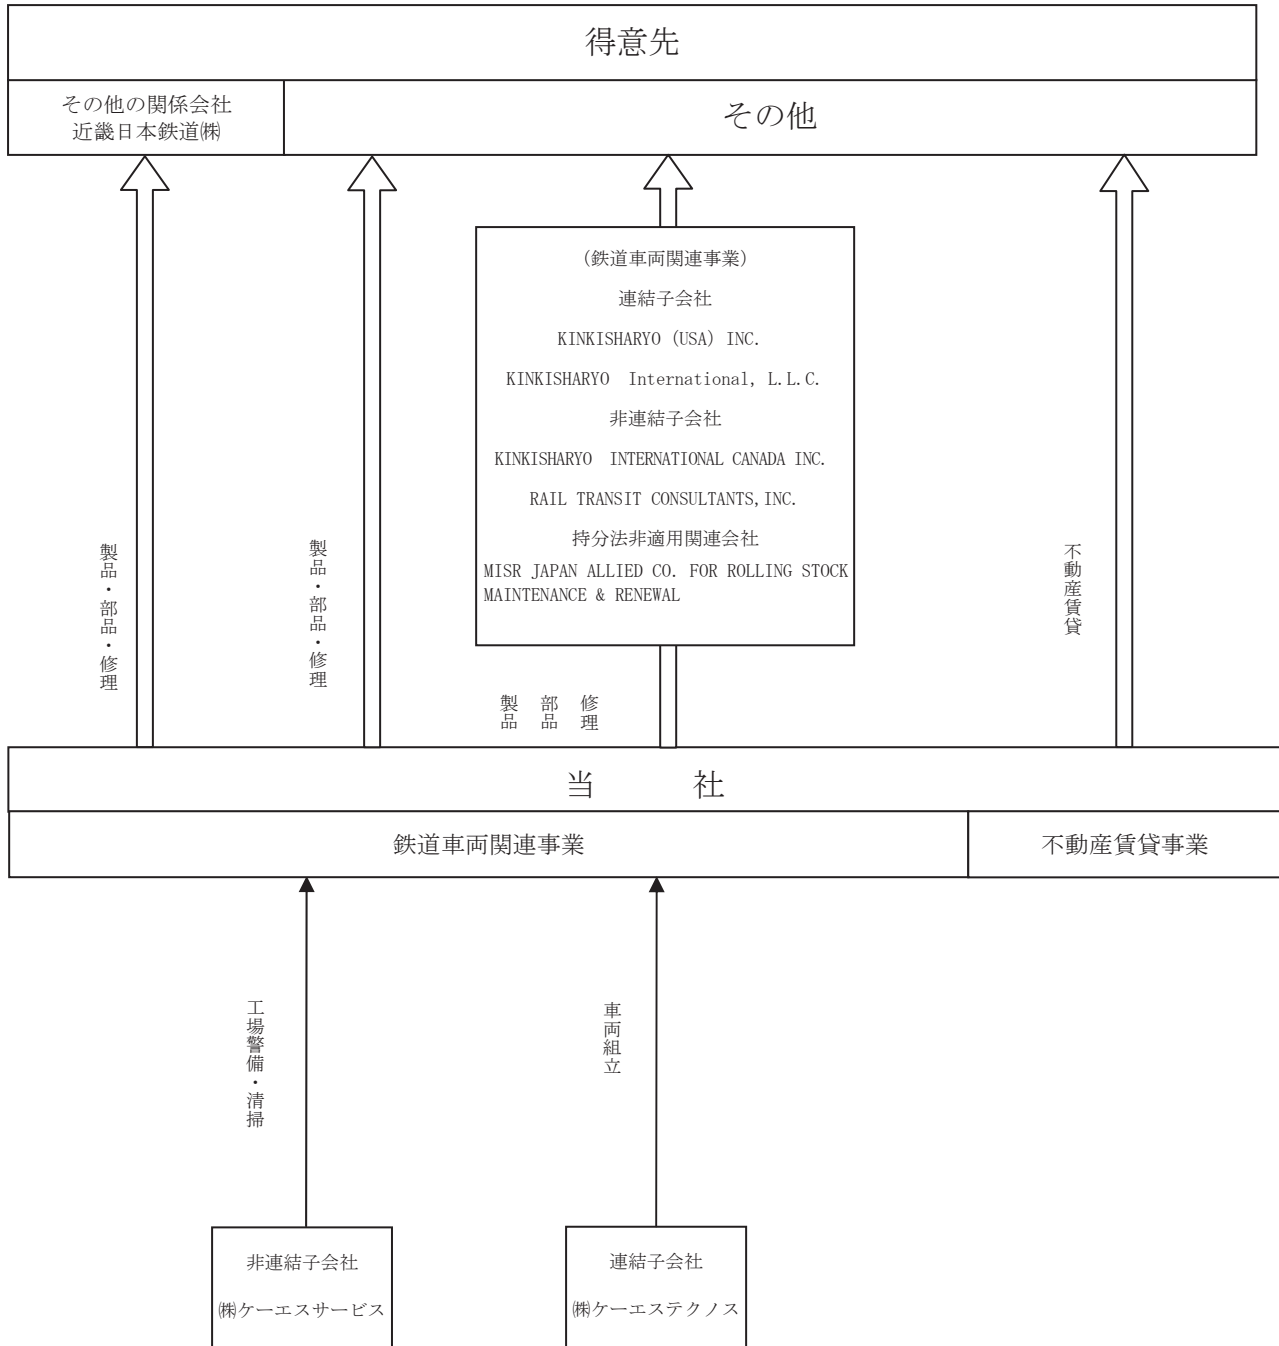 得意先
その他の関係会社
近畿日本鉄道㈱
その他
(鉄道車両関連事業)
連結子会社
KINKISHARYO (USA) INC.
KINKISHARYO International, L.L.C.
非連結子会社
KINKISHARYO INTERNATIONAL CANADA INC.
RAIL TRANSIT CONSULTANTS,INC.
持分法非適用関連会社
MISR JAPAN ALLIED CO. FOR ROLLING STOCK
MAINTENANCE & RENEWAL
製品・部品・修理
製品・部品・修理
不動産賃貸
製品 部品 修理
当 社
鉄道車両関連事業
不動産賃貸事業
工場警備・清掃
車両組立
非連結子会社
㈱ケーエスサービス
連結子会社
㈱ケーエステクノス